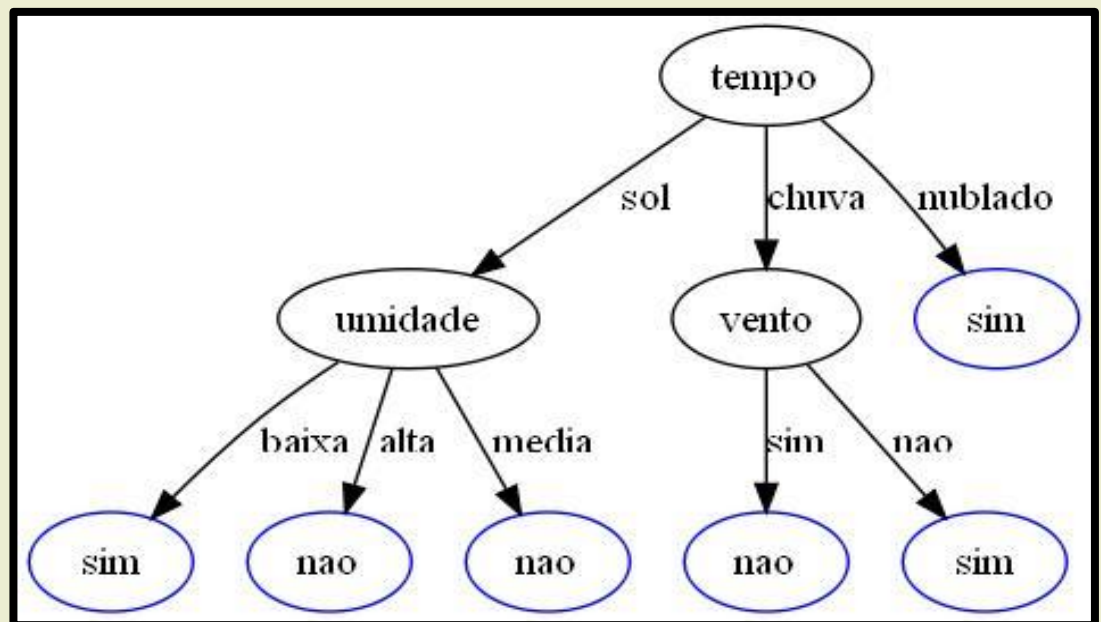 tempo
sol chuva nublado
umidade vento sim
baixa alta media sim nao
sim nao nao nao sim